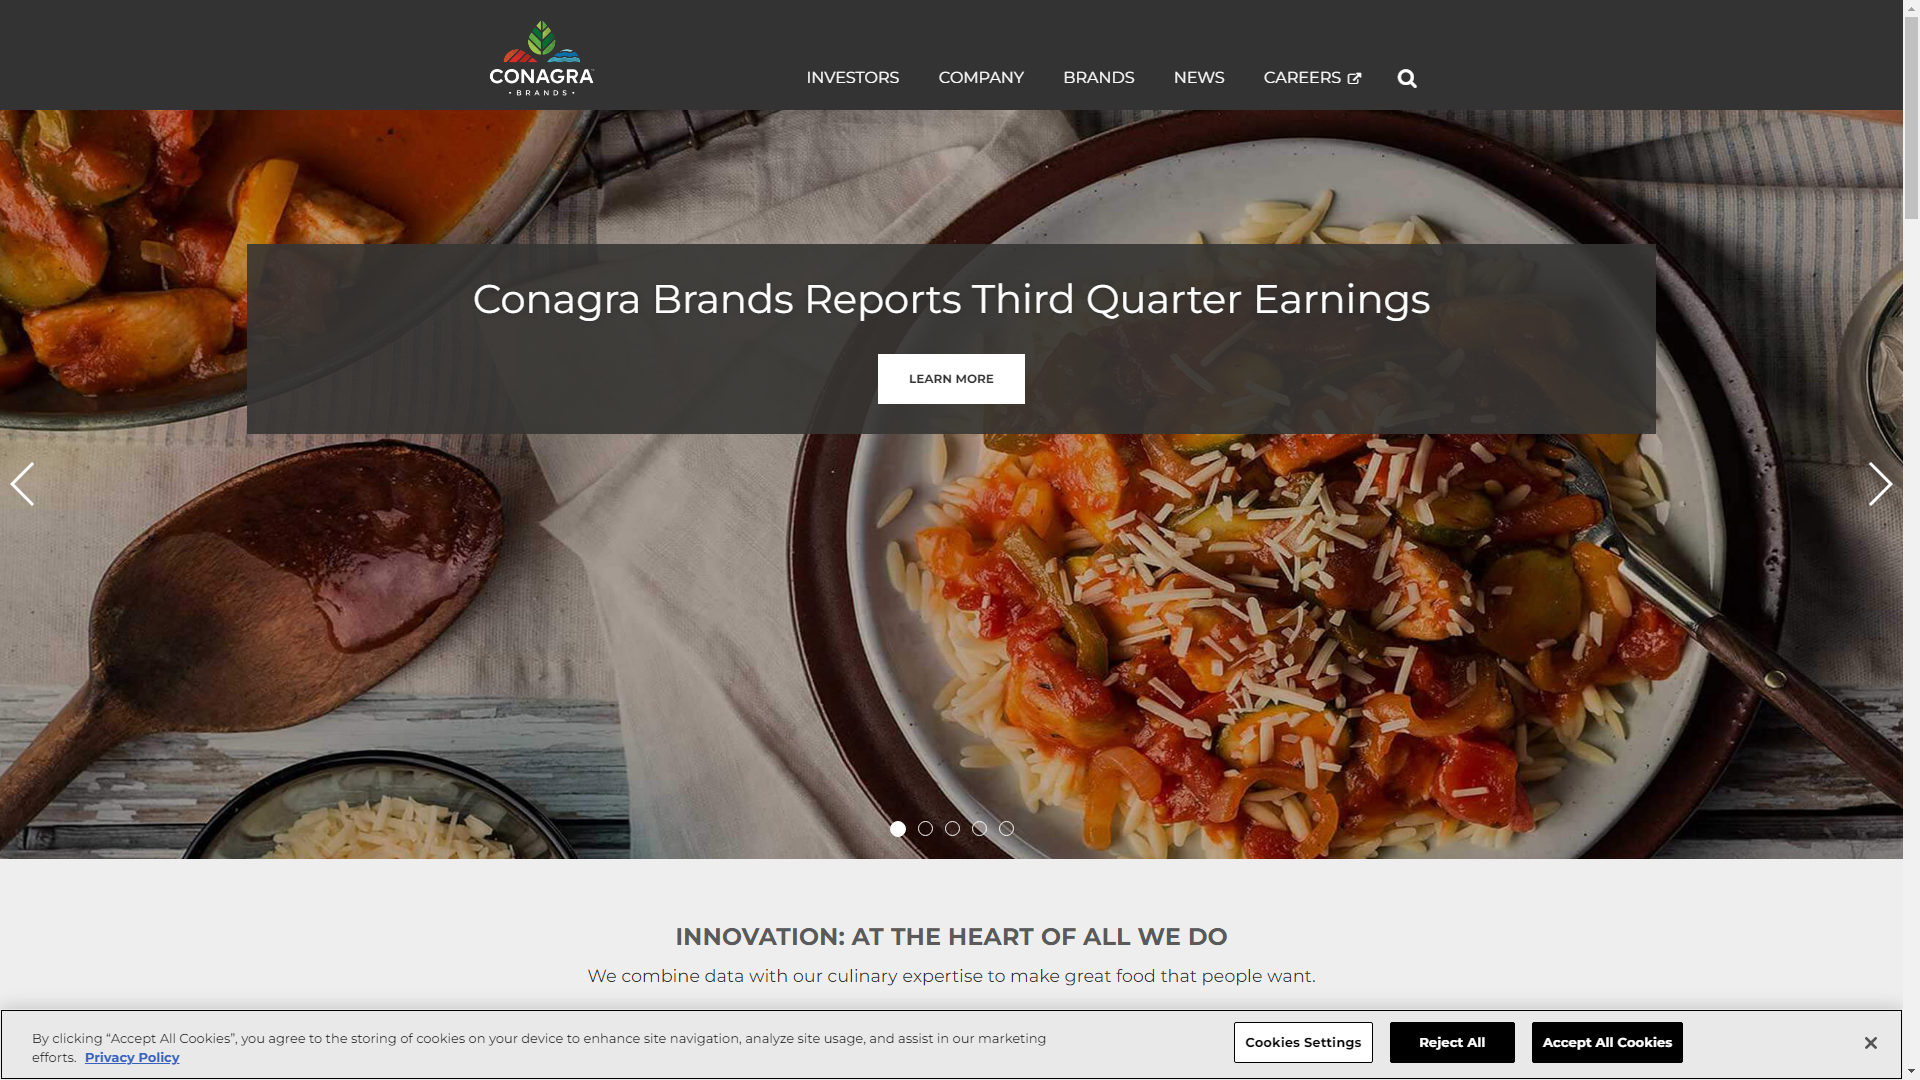 CONAGRA
BRANDS
INVESTORS
COMPANY
BRANDS
NEWS
CAREERS
Conagra Brands Reports Third Quarter Earnings
LEARN MORE
INNOVATION: AT THE HEART OF ALL WE DO
We combine data with our culinary expertise to make great food that people want.
By clicking “Accept All Cookies”, you agree to the storing of cookies on your device to enhance site navigation, analyze site usage, and assist in our marketing
efforts. Privacy Policy
Cookies Settings
Reject All
Accept All Cookies